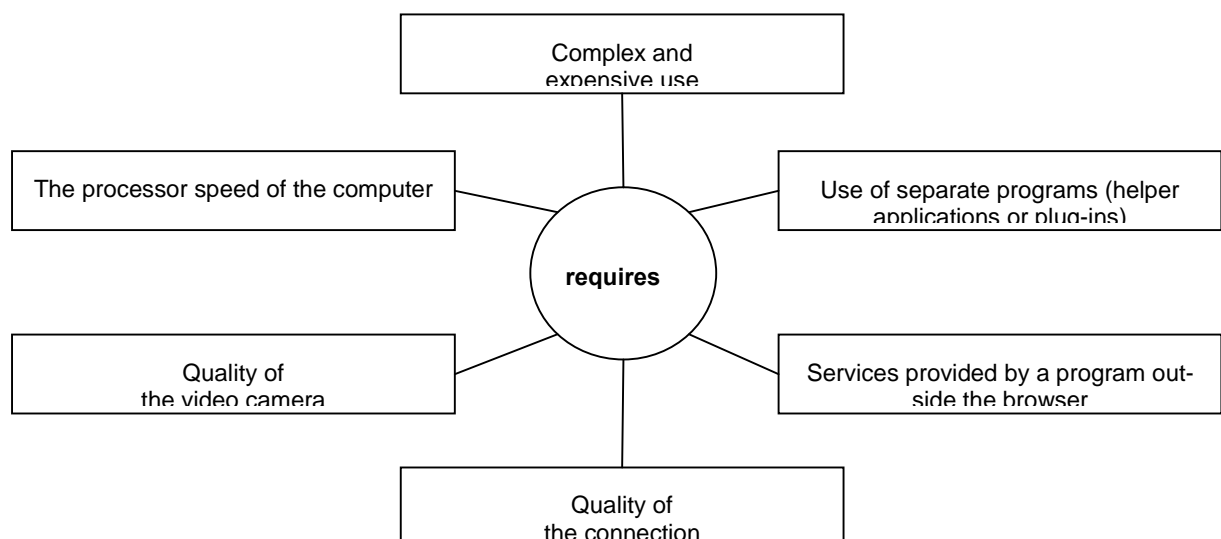 Complex and
expensive use
The processor speed of the computer
Use of separate programs (helper
applications or plug-ins)
requires
Quality of
the video camera
Services provided by a program out-
side the browser
Quality of
the connection